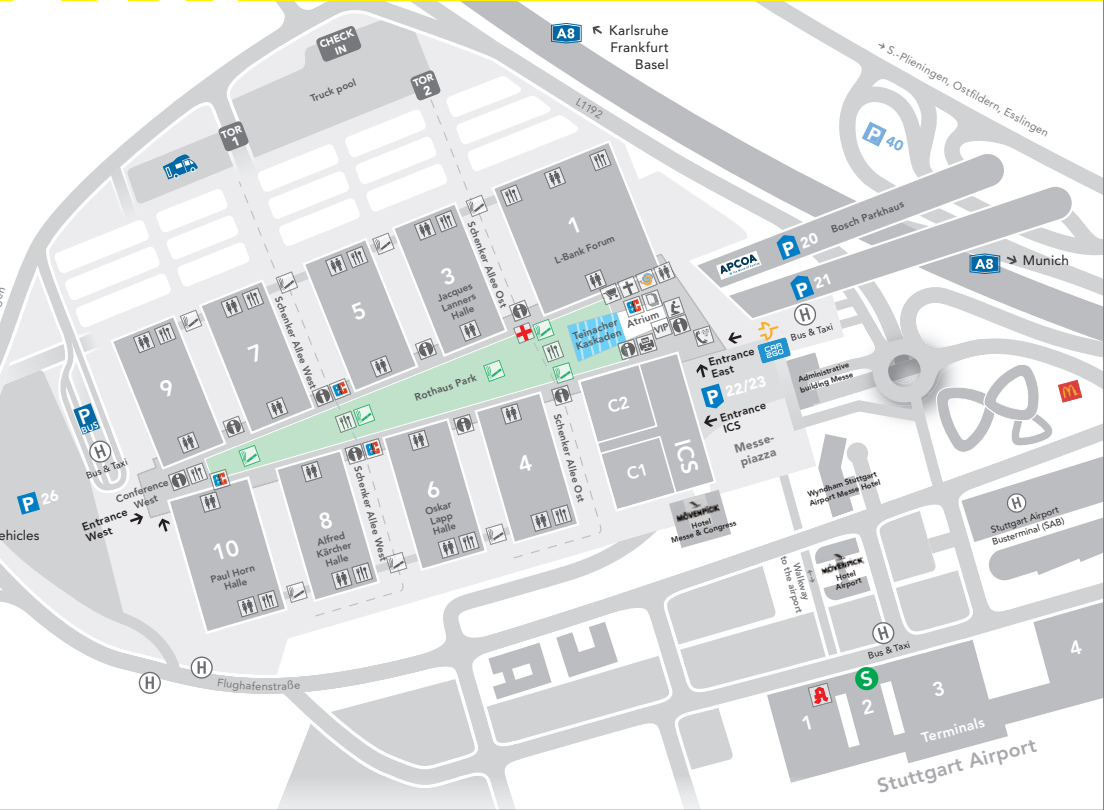 CHECK
IN
Truck pool
TOR
2
TOR
1
A8
Karlsruhe
Frankfurt
Basel
L1192
S.-Plieningen, Ostfildern, Esslingen
P 40
Bosch Parkhaus
APCOA
P 20
P 21
A8
Munich
H
Bus & Taxi
CAR
2GO
Entrance
East
P 22/23
Entrance
ICS
Messe-
piazza
Administrative
building Messe
1
L-Bank Forum
Schenker Allee Ost
3
Jacques
Lanners
Halle
5
Schenker Allee West
7
9
Teinacher
Kaskaden
Atrium
VIP
Rothaus Park
C2
C1
ICS
Schenker Allee Ost
4
6
Oskar
Lapp
Halle
Schenker Allee West
8
Alfred
Kärcher
Halle
10
Paul Horn
Halle
P
BUS
H
Bus & Taxi
Conference
West
Entrance
West
P 26
ehicles
MÖVENPICK
Hotel
Messe & Congress
Wyndham Stuttgart
Airport Messe Hotel
H
Stuttgart Airport
Busterminal (SAB)
Walkway
to the airport
MÖVENPICK
Hotel
Airport
H
Bus & Taxi
S
H
H
Flughafenstraße
1
2
3
4
Terminals
Stuttgart Airport